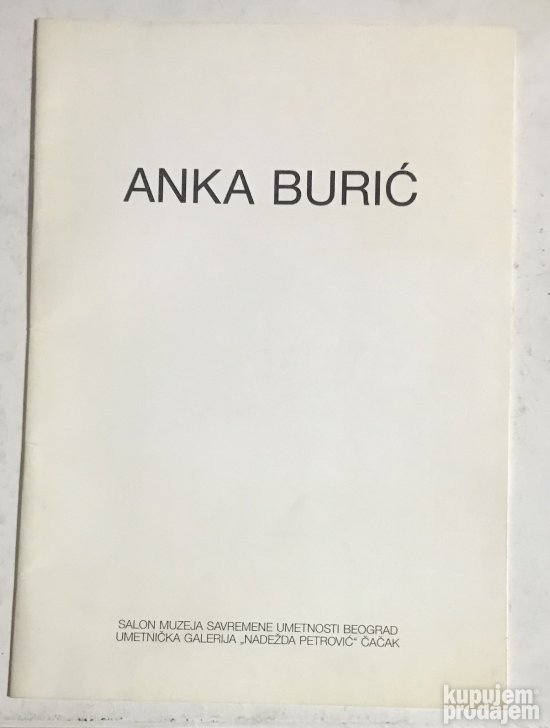 ANKA BURIĆ
SALON MUZEJA SAVREMENE UMETNOSTI BEOGRAD
UMETNIČKA GALERIJA „NADEŽDA PETROVIĆ“ ČAČAK
kupujem
prodajem